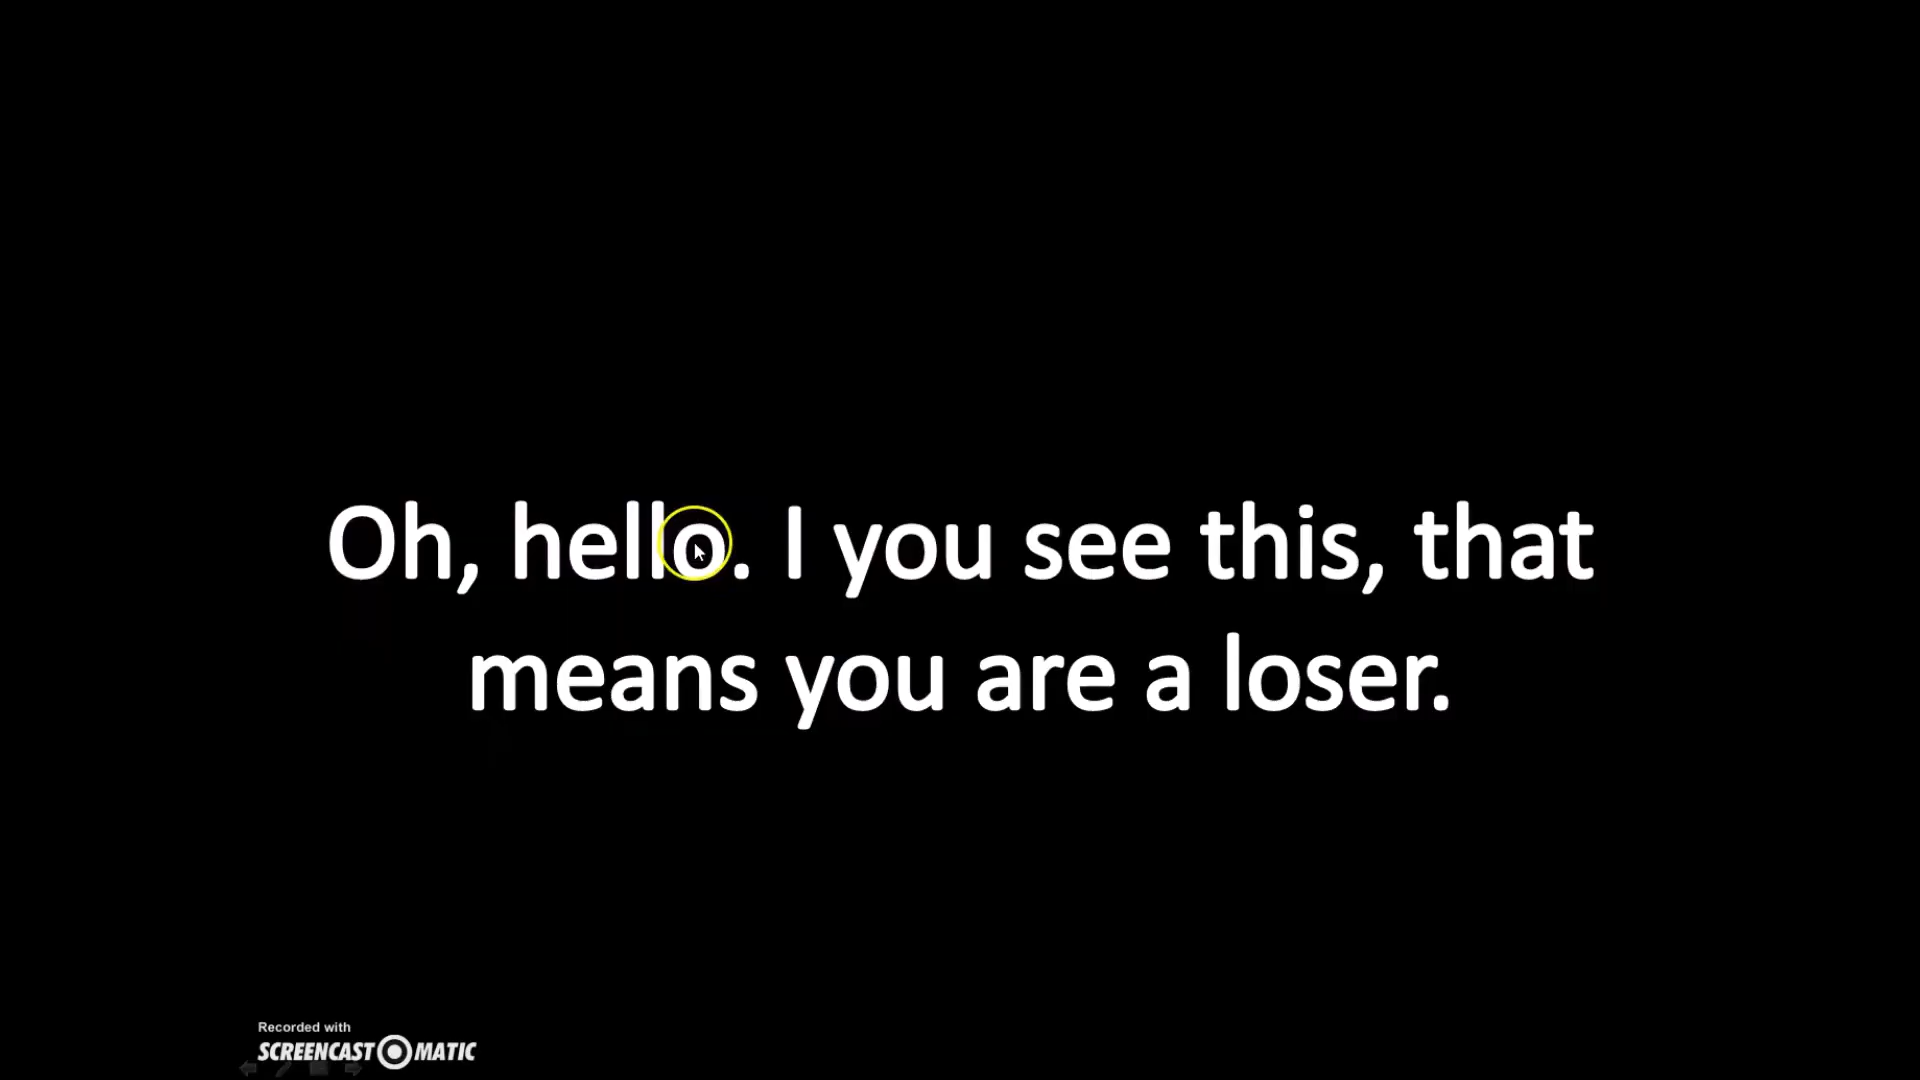 Oh, hello. I you see this, that
means you are a loser.
Recorded with
SCREENCAST MATIC